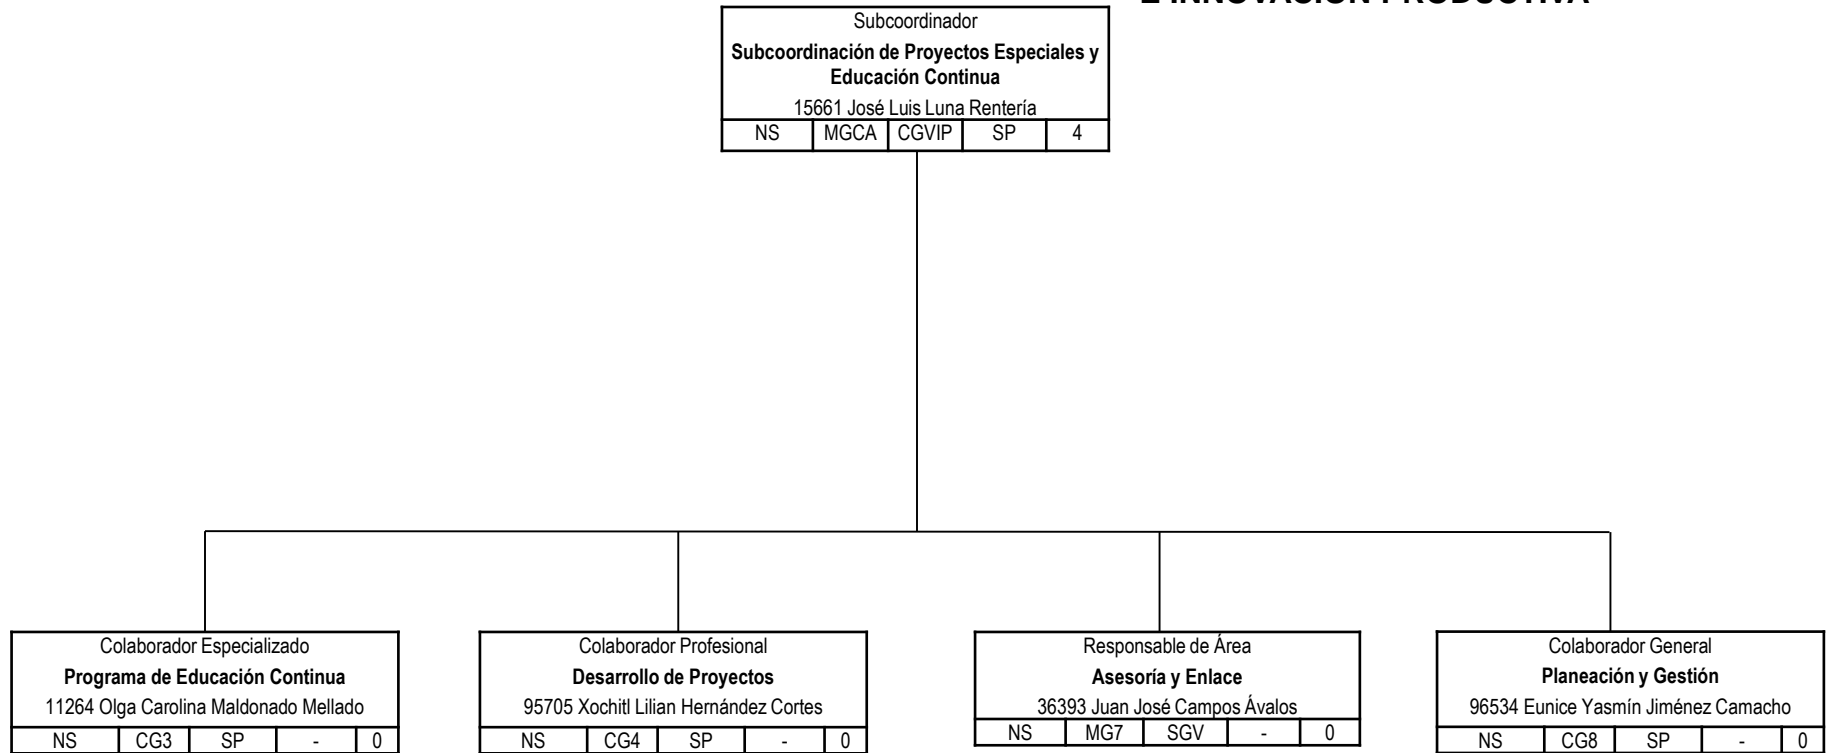 E INNOVACIÓN PRODUCTIVA
Subcoordinador
Subcoordinación de Proyectos Especiales y
Educación Continua
15661 José Luis Luna Rentería
NS MGCA CGVIP SP 4
Colaborador Especializado
Programa de Educación Continua
11264 Olga Carolina Maldonado Mellado
NS CG3 SP - 0
Colaborador Profesional
Desarrollo de Proyectos
95705 Xochitl Lilian Hernández Cortes
NS CG4 SP - 0
Responsable de Área
Asesoría y Enlace
36393 Juan José Campos Ávalos
NS MG7 SGV - 0
Colaborador General
Planeación y Gestión
96534 Eunice Yasmín Jiménez Camacho
NS CG8 SP - 0